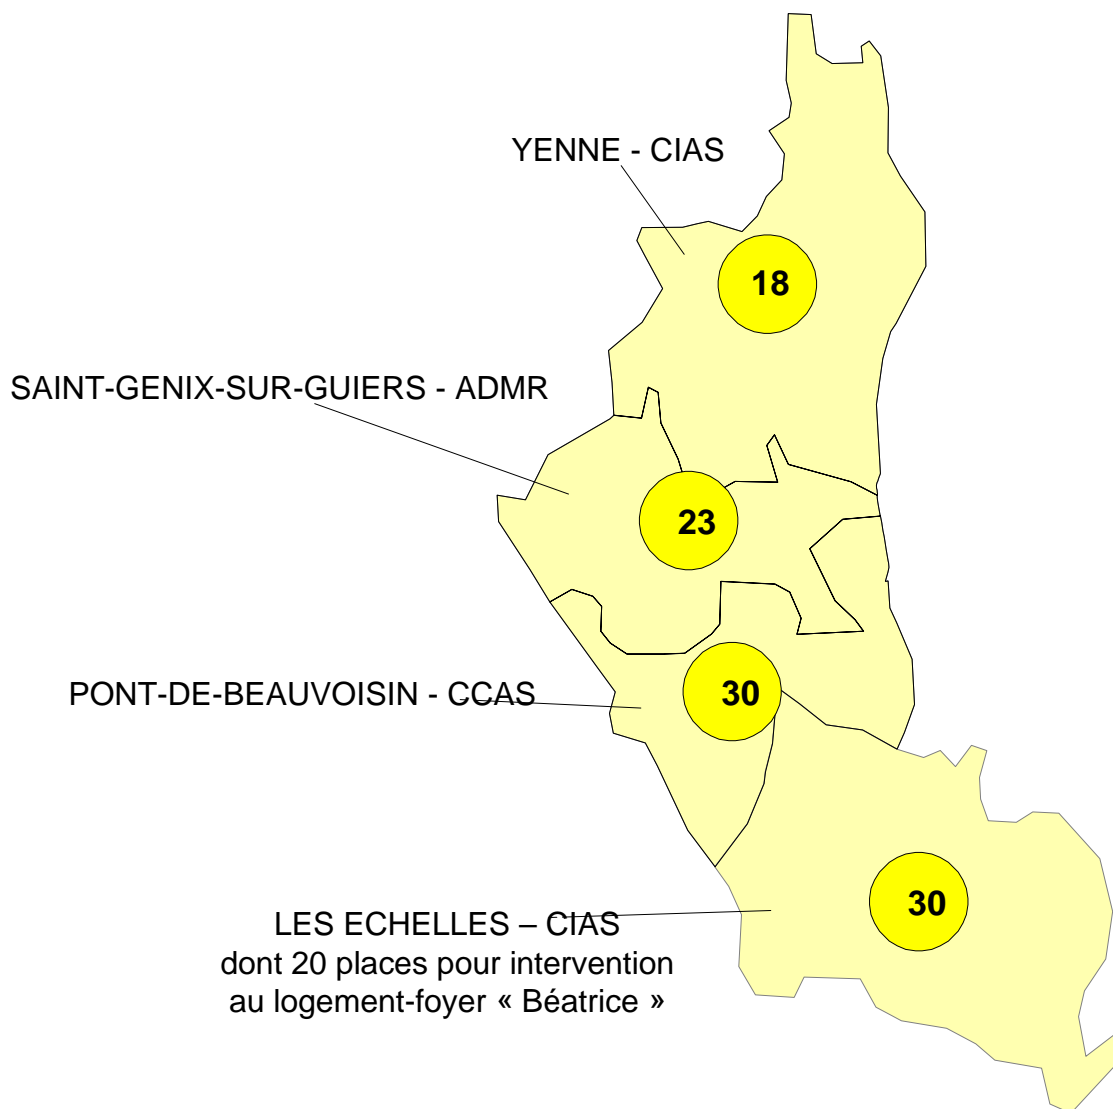 YENNE - CIAS
18
SAINT-GENIX-SUR-GUIERS - ADMR
23
PONT-DE-BEAUVOISIN - CCAS
30
30
LES ECHELLES – CIAS
dont 20 places pour intervention
au logement-foyer « Béatrice »